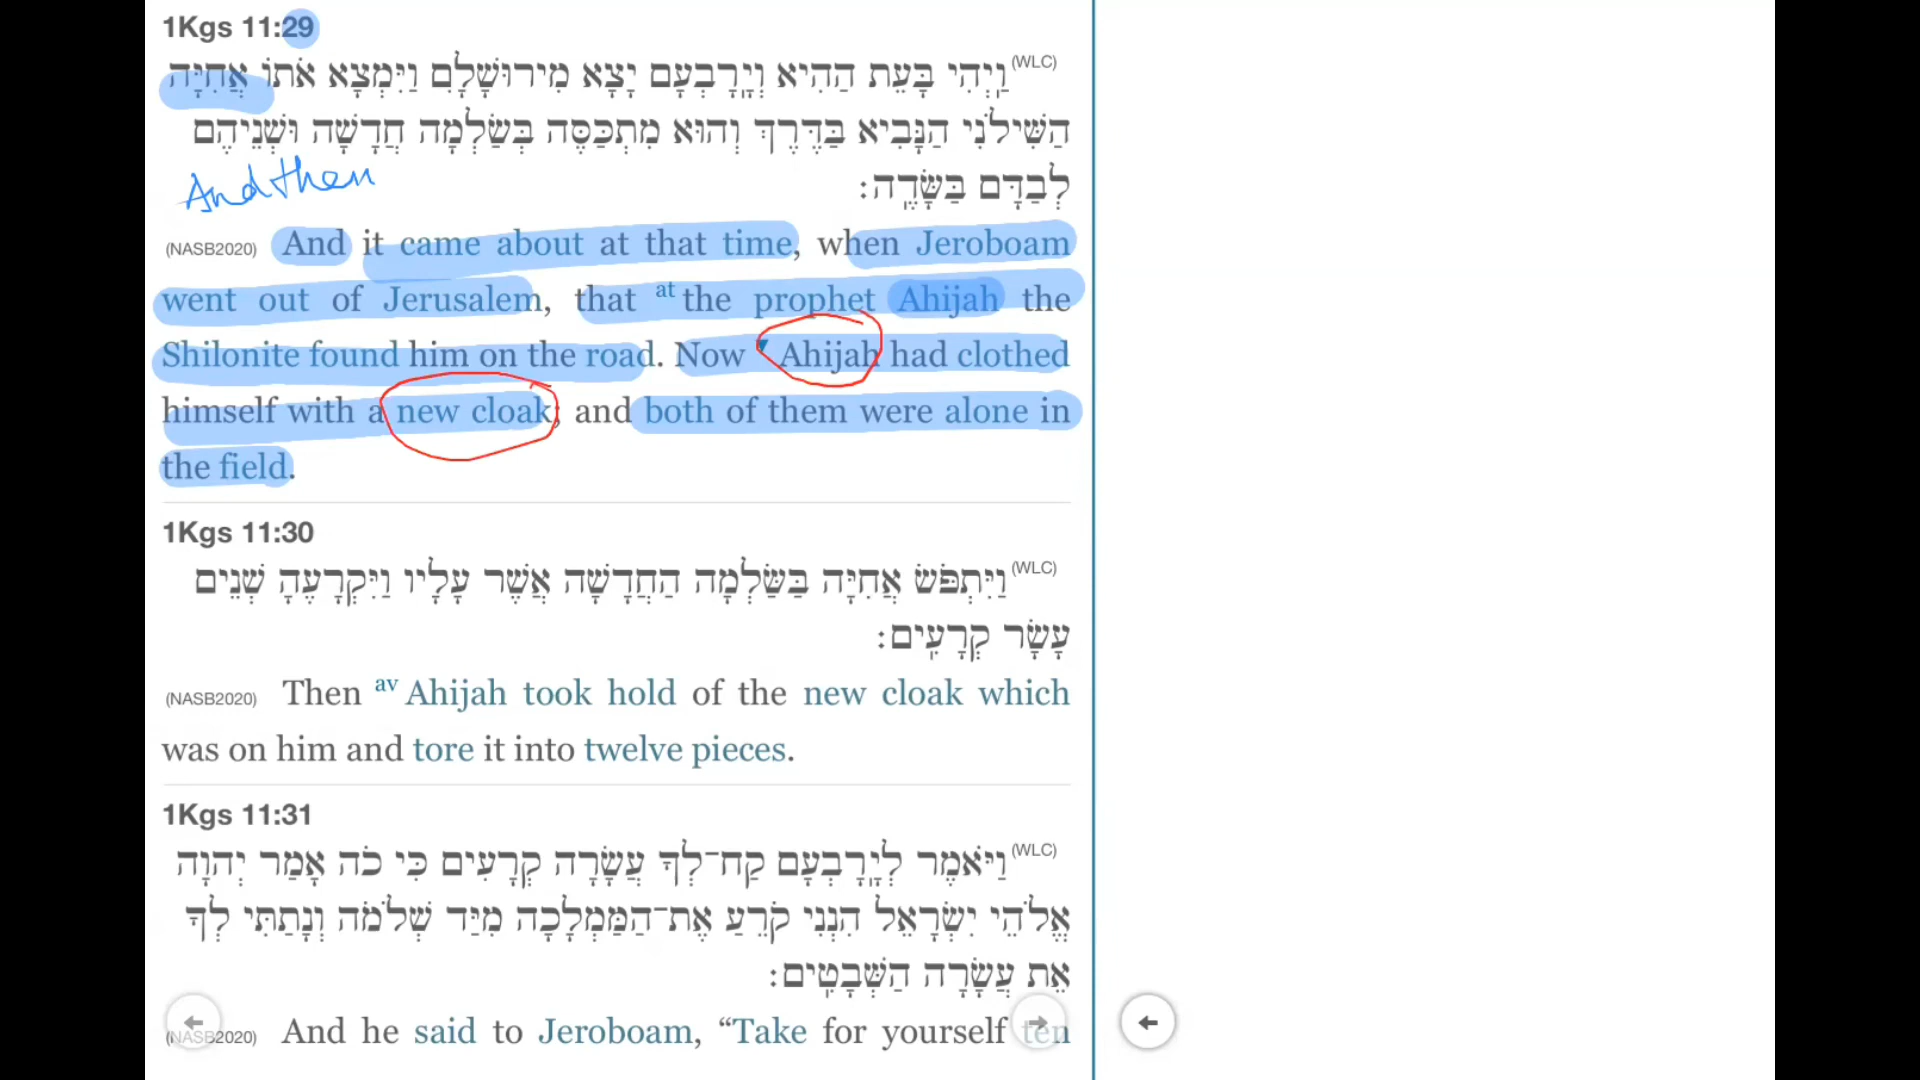 1Kgs 11:29
(WLC) וַיְהִי בָּעֵת הַהִיא וְיָרָבְעָם יָצָא מִירוּשָׁלִָם וַיִּמְצָא אֹתוֹ אֲחִיָּה
הַשִּׁילֹנִי הַנָּבִיא בַּדֶּרֶךְ וְהוּא מִתְכַּסֶּה בְּשַׂלְמָה חֲדָשָׁה וּשְׁנֵיהֶם
לְבַדָּם בַּשָּׂדֶה׃
And then
(NASB2020) And it came about at that time, when Jeroboam
went out of Jerusalem, that at the prophet Ahijah the
Shilonite found him on the road. Now Ahijah had clothed
himself with a new cloak; and both of them were alone in
the field.
1Kgs 11:30
(WLC) וַיִּתְפֹּשׂ אֲחִיָּה בַּשַּׂלְמָה הַחֲדָשָׁה אֲשֶׁר עָלָיו וַיִּקְרָעֶהָ שְׁנֵים
עָשָׂר קְרָעִים׃
(NASB2020) Then av Ahijah took hold of the new cloak which
was on him and tore it into twelve pieces.
1Kgs 11:31
(WLC) וַיֹּאמֶר לְיָרָבְעָם קַח־לְךָ עֲשָׂרָה קְרָעִים כִּי כֹה אָמַר יְהוָה
אֱלֹהֵי יִשְׂרָאֵל הִנְנִי קֹרֵעַ אֶת־הַמַּמְלָכָה מִיַּד שְׁלֹמֹה וְנָתַתִּי לְךָ
אֵת עֲשָׂרָה הַשְּׁבָטִים׃
(NASB2020) And he said to Jeroboam, “Take for yourself ten